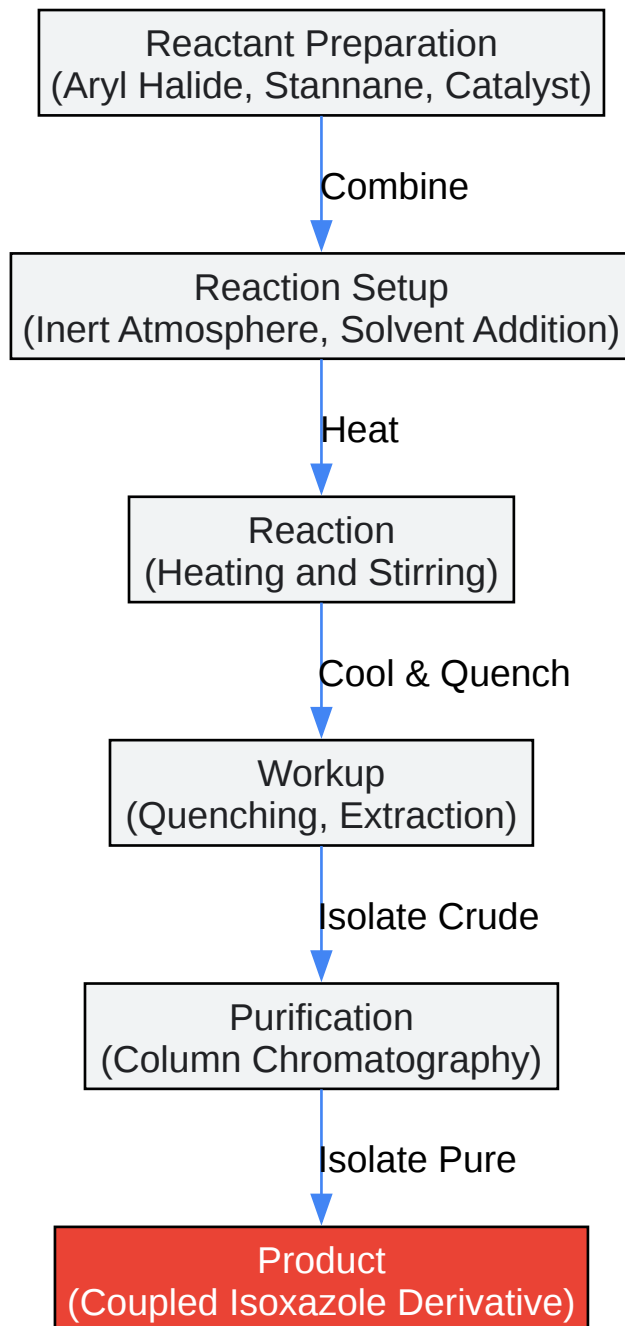 Reactant Preparation
(Aryl Halide, Stannane, Catalyst)
Combine
Reaction Setup
(Inert Atmosphere, Solvent Addition)
Heat
Reaction
(Heating and Stirring)
Cool & Quench
Workup
(Quenching, Extraction)
Isolate Crude
Purification
(Column Chromatography)
Isolate Pure
Product
(Coupled Isoxazole Derivative)